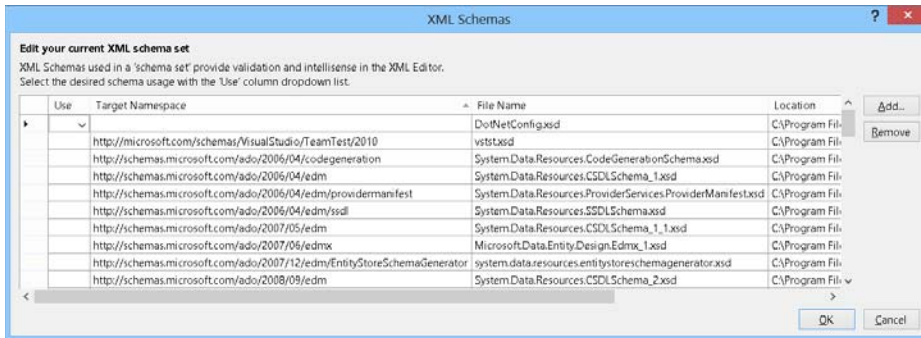 XML Schemas
? ×
Edit your current XML schema set
XML Schemas used in a 'schema set' provide validation and intellisense in the XML Editor.
Select the desired schema usage with the 'Use' column dropdown list.
Use Target Namespace File Name Location
DotNetConfig.xsd C:\Program Fil
http://microsoft.com/schemas/VisualStudio/TeamTest/2010 vstst.xsd C:\Program Fil
http://schemas.microsoft.com/ado/2006/04/codegeneration System.Data.Resources.CodeGenerationSchema.xsd C:\Program Fil
http://schemas.microsoft.com/ado/2006/04/edm System.Data.Resources.CSDLSchema_1.xsd C:\Program Fil
http://schemas.microsoft.com/ado/2006/04/edm/providermanifest System.Data.Resources.ProviderServices.ProviderManifest.xsd C:\Program Fil
http://schemas.microsoft.com/ado/2006/04/edm/ssdl System.Data.Resources.SSDLSchema.xsd C:\Program Fil
http://schemas.microsoft.com/ado/2007/05/edm System.Data.Resources.CSDLSchema_1_1.xsd C:\Program Fil
http://schemas.microsoft.com/ado/2007/06/edmx Microsoft.Data.Entity.Design.Edmx_1.xsd C:\Program Fil
http://schemas.microsoft.com/ado/2007/12/edm/EntityStoreSchemaGenerator system.data.resources.entitystoreschemagenerator.xsd C:\Program Fil
http://schemas.microsoft.com/ado/2008/09/edm System.Data.Resources.CSDLSchema_2.xsd C:\Program Fil
Add...
Remove
OK Cancel